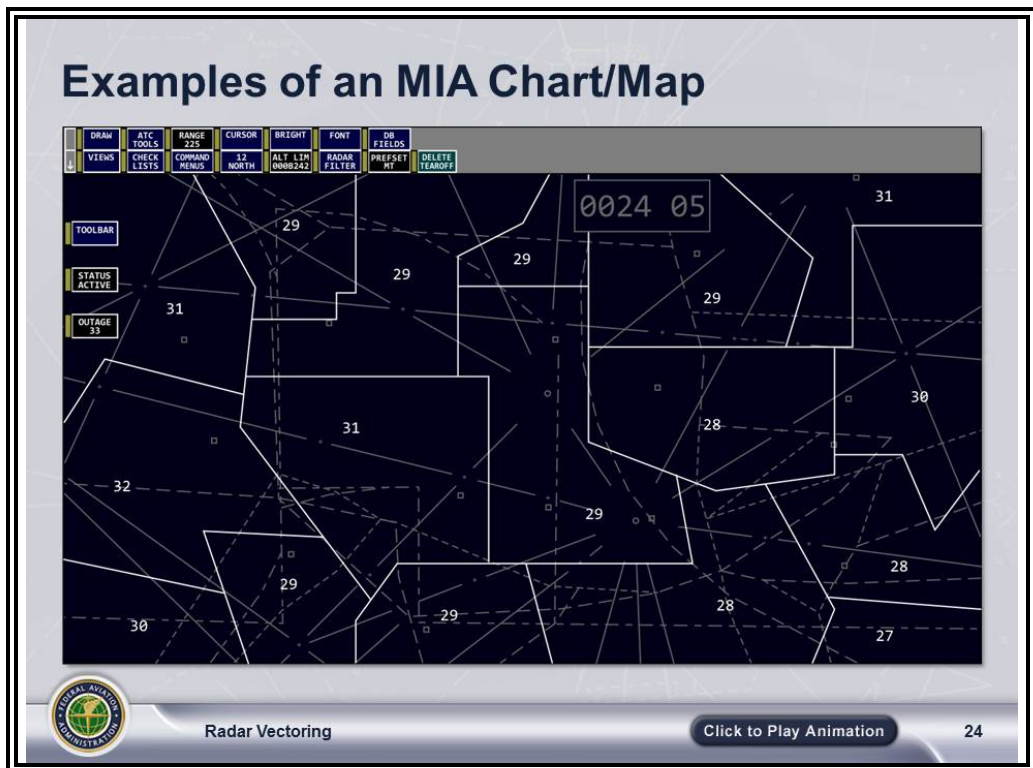 Examples of an MIA Chart/Map
DRAW
ATC TOOLS
RANGE 225
CURSOR
BRIGHT
FONT
DB FIELDS
VIEWS
CHECK LISTS
COMMAND MENUS
12 NORTH
ALT LIM 000B242
RADAR FILTER
PREFSET MT
DELETE TEAROFF
0024 05
TOOLBAR
STATUS ACTIVE
OUTAGE 33
31
29
29
29
29
31
30
31
28
32
29
29
28
29
28
30
27
FEDERAL AVIATION ADMINISTRATION
Radar Vectoring
Click to Play Animation
24